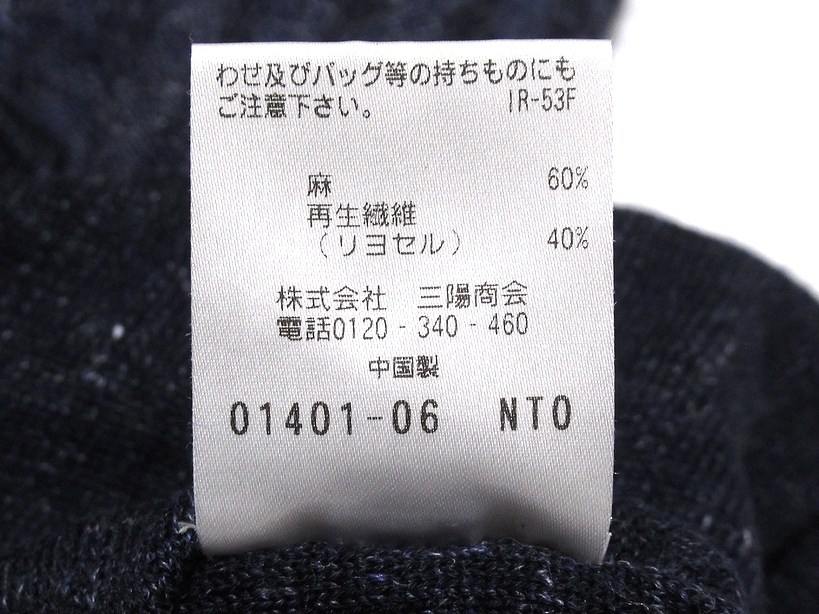 わせ及びバッグ等の持ちものにも
ご注意下さい。 IR-53F
麻 60%
再生繊維
（リヨセル） 40%
株式会社 三陽商会
電話0120-340-460
中国製
01401-06 NTO